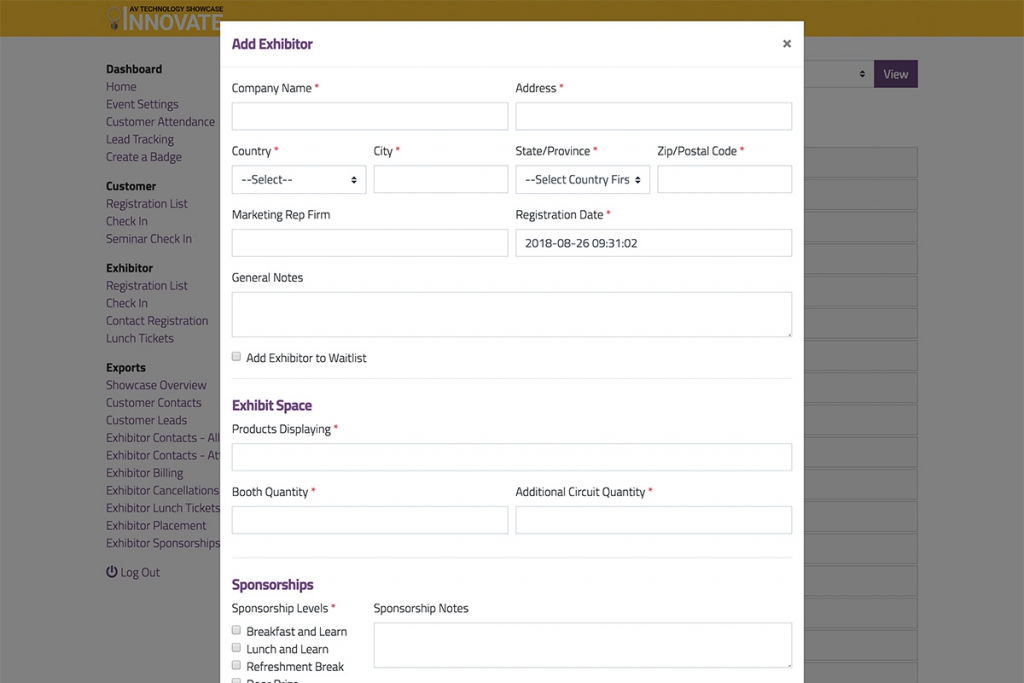 AV TECHNOLOGY SHOWCASE
INNOVATE
Add Exhibitor
×
View
Dashboard
Home
Event Settings
Customer Attendance
Lead Tracking
Create a Badge
Customer
Registration List
Check In
Seminar Check In
Exhibitor
Registration List
Check In
Contact Registration
Lunch Tickets
Exports
Showcase Overview
Customer Contacts
Customer Leads
Exhibitor Contacts - All
Exhibitor Contacts - At
Exhibitor Billing
Exhibitor Cancellations
Exhibitor Lunch Tickets
Exhibitor Placement
Exhibitor Sponsorships
Log Out
Company Name * Address *
Country * City * State/Province * Zip/Postal Code *
--Select-- --Select Country Firs
Marketing Rep Firm Registration Date *
2018-08-26 09:31:02
General Notes
Add Exhibitor to Waitlist
Exhibit Space
Products Displaying *
Booth Quantity * Additional Circuit Quantity *
Sponsorships
Sponsorship Levels * Sponsorship Notes
Breakfast and Learn
Lunch and Learn
Refreshment Break